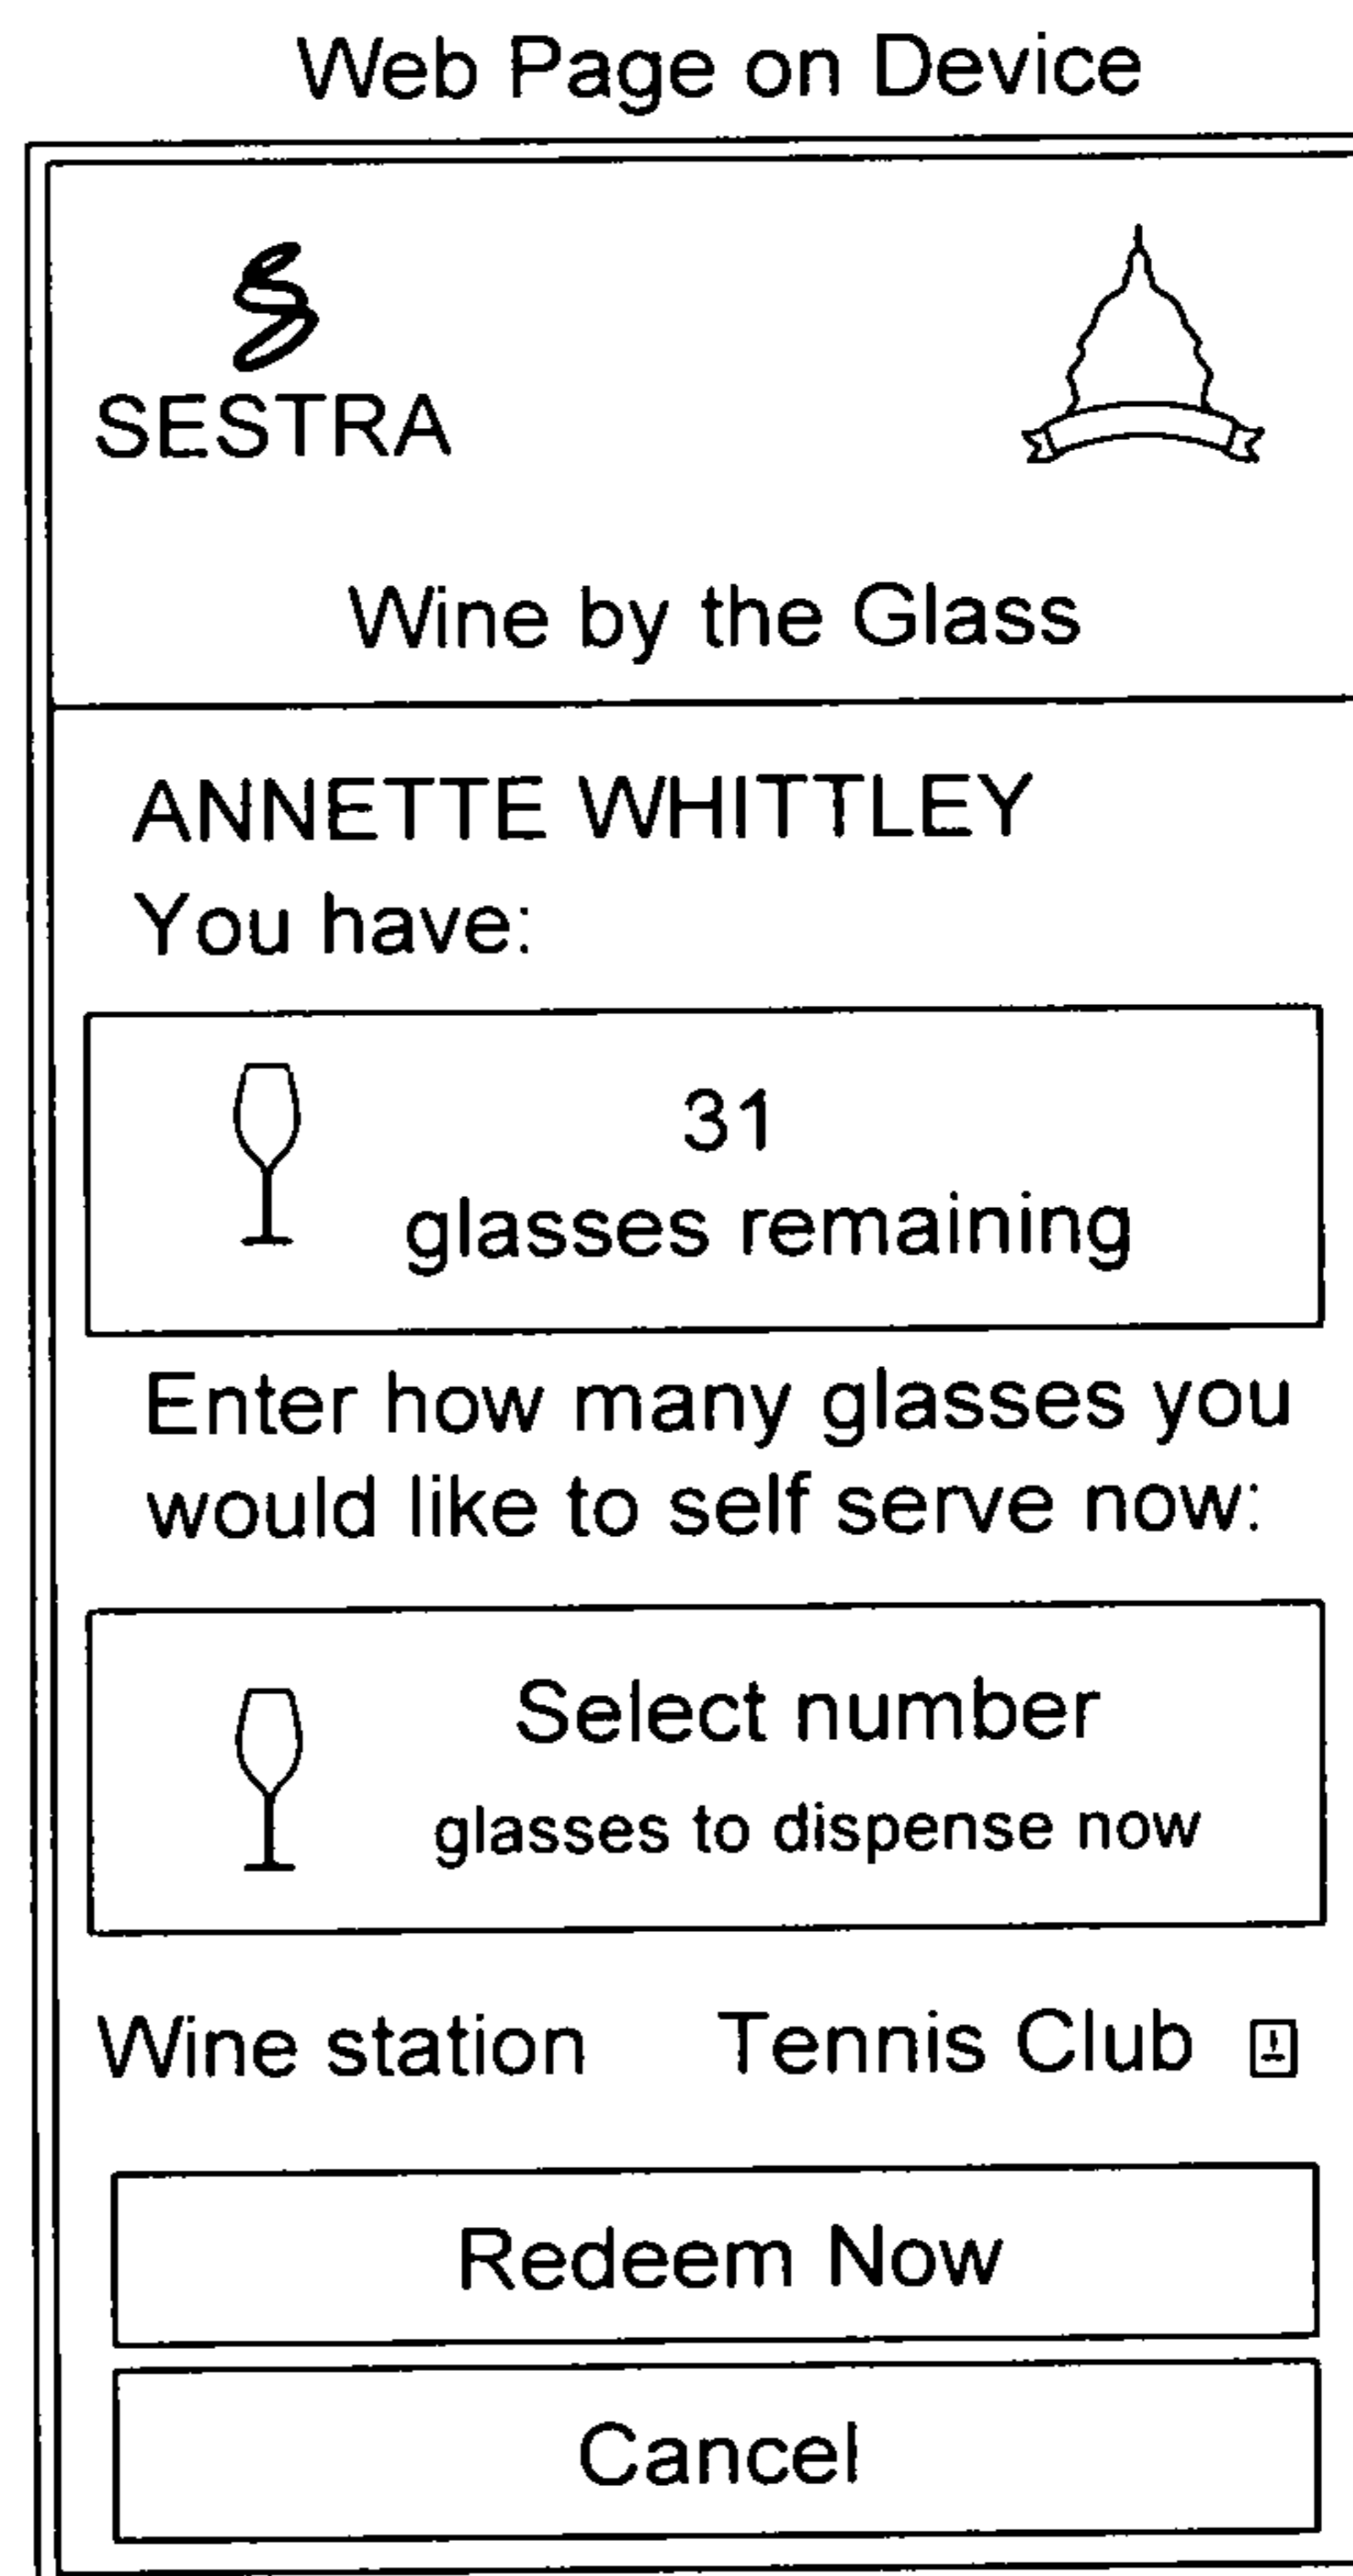 Web Page on Device
SESTRA
Wine by the Glass
ANNETTE WHITTLEY
You have:
31
glasses remaining
Enter how many glasses you
would like to self serve now:
Select number
glasses to dispense now
Wine station Tennis Club
Redeem Now
Cancel